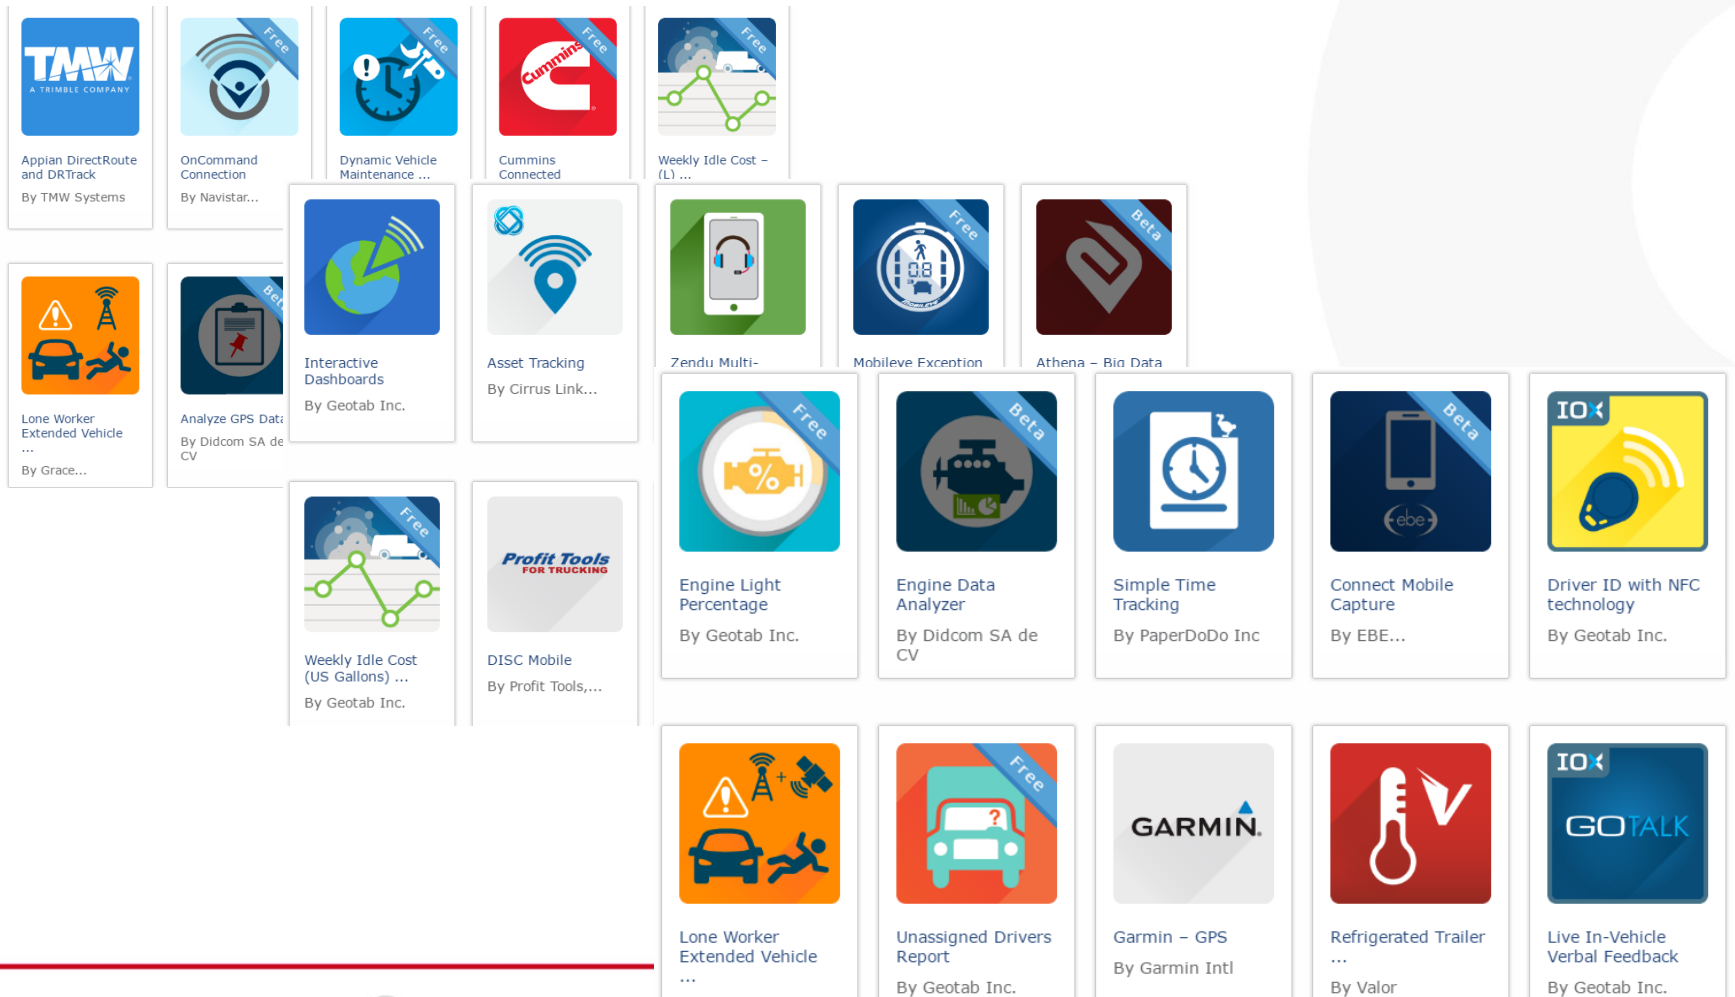 TMW
A TRIMBLE COMPANY
Appian DirectRoute
and DRTrack
By TMW Systems
Free
OnCommand
Connection
By Navistar...
Free
Dynamic Vehicle
Maintenance ...
Free
Cummins
Cummins
Connected
Free
Weekly Idle Cost –
(L) ...
Lone Worker
Extended Vehicle
...
By Grace...
Beta
Analyze GPS Data
By Didcom SA de
CV
Interactive
Dashboards
By Geotab Inc.
Asset Tracking
By Cirrus Link...
Zendu Multi-
Free
0.8
MOBILEYE
Mobileye Exception
Beta
Athena – Big Data
Free
Weekly Idle Cost
(US Gallons) ...
By Geotab Inc.
Profit Tools
FOR TRUCKING
DISC Mobile
By Profit Tools,...
Free
%
Engine Light
Percentage
By Geotab Inc.
Beta
Engine Data
Analyzer
By Didcom SA de
CV
Simple Time
Tracking
By PaperDoDo Inc
Beta
ebe
Connect Mobile
Capture
By EBE...
IOX
Driver ID with NFC
technology
By Geotab Inc.
+
Lone Worker
Extended Vehicle
...
Free
?
Unassigned Drivers
Report
By Geotab Inc.
GARMIN.
Garmin – GPS
By Garmin Intl
Refrigerated Trailer
...
By Valor
IOX
GOTALK
Live In-Vehicle
Verbal Feedback
By Geotab Inc.